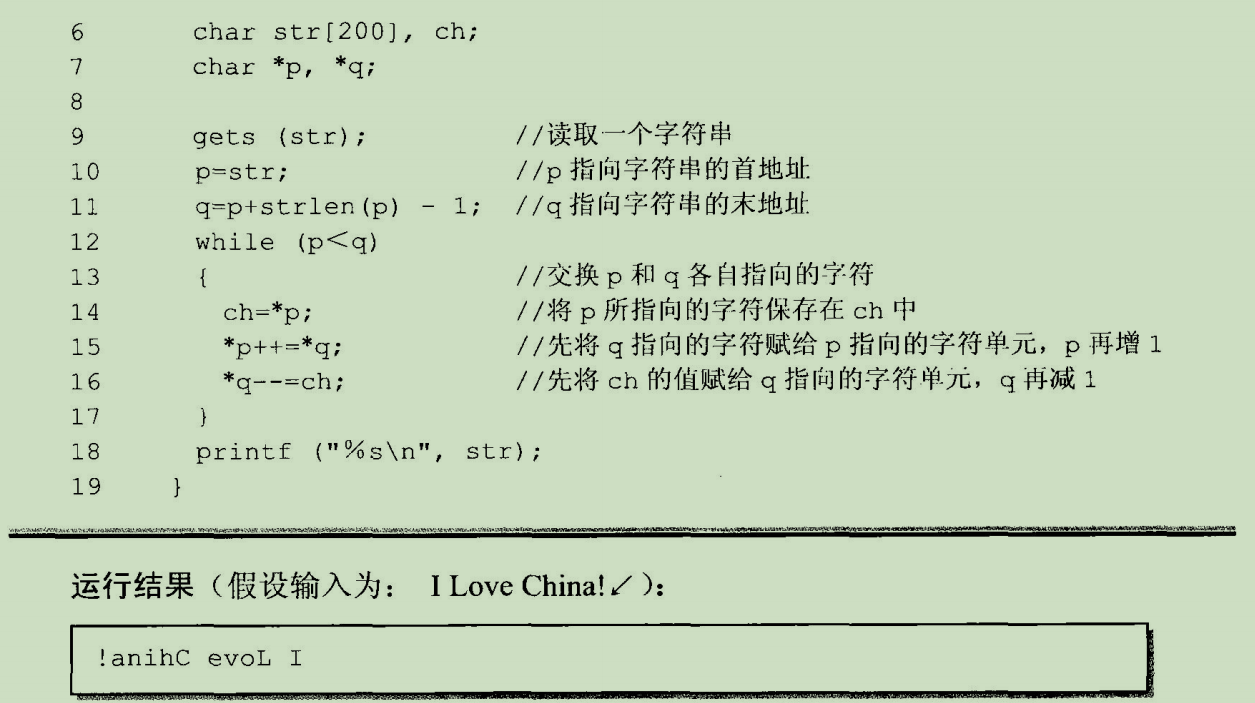 6 char str[200], ch;
7 char *p, *q;
8
9 gets (str); //读取一个字符串
10 p=str; //p 指向字符串的首地址
11 q=p+strlen(p) - 1; //q 指向字符串的末地址
12 while (p<q)
13 { //交换 p 和 q 各自指向的字符
14 ch=*p; //将 p 所指向的字符保存在 ch 中
15 *p++=*q; //先将 q 指向的字符赋给 p 指向的字符单元，p 再增 1
16 *q--=ch; //先将 ch 的值赋给 q 指向的字符单元，q 再减 1
17 }
18 printf ("%s\n", str);
19 }
运行结果（假设输入为： I Love China!↙）：
!anihC evoL I